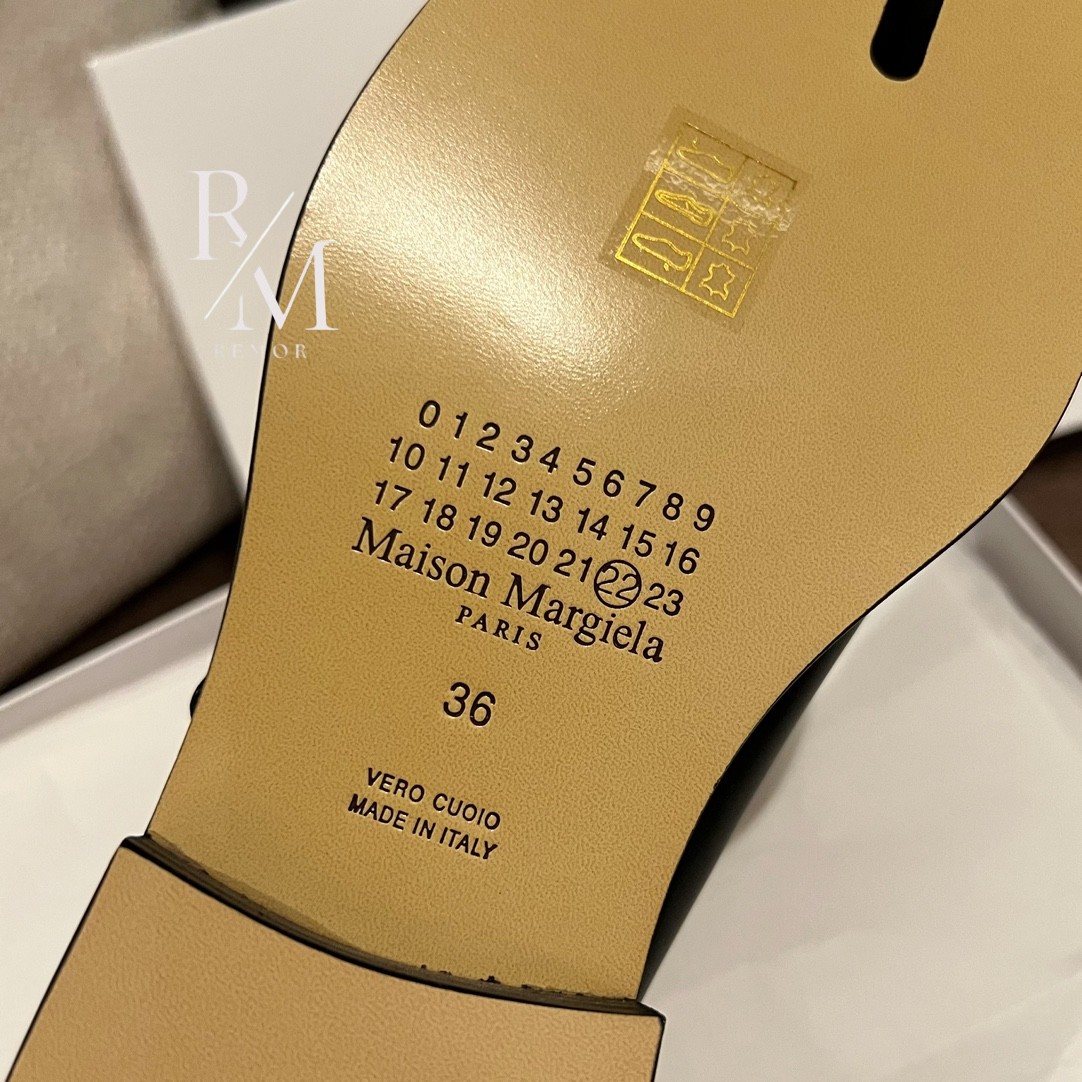 R/M
REMOR
0 1 2 3 4 5 6 7 8 9
10 11 12 13 14 15 16
17 18 19 20 21 22 23
Maison Margiela
PARIS
36
VERO CUOIO
MADE IN ITALY